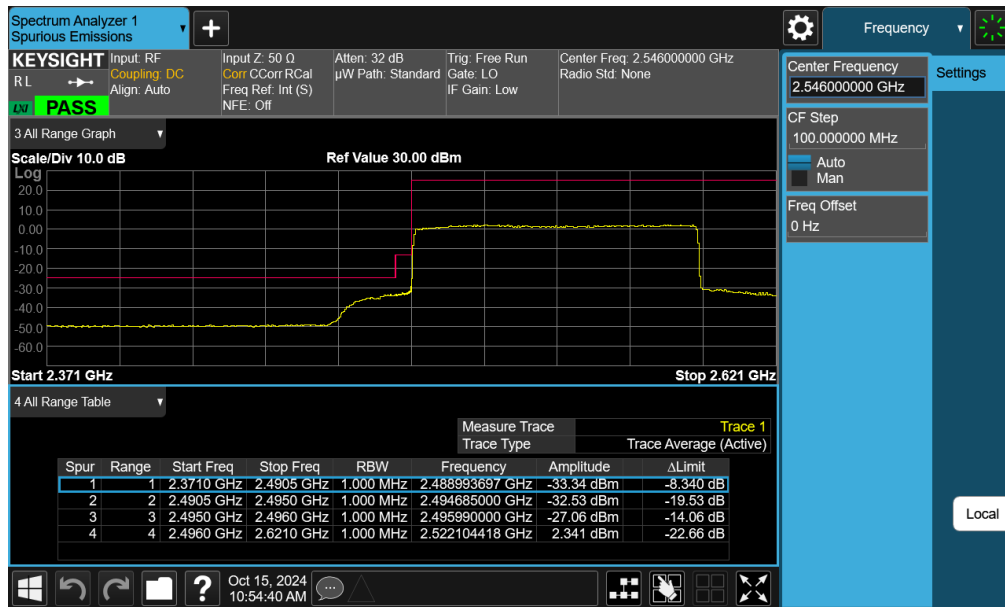 Spectrum Analyzer 1
Spurious Emissions
+
Frequency
KEYSIGHT
RL
LXI
PASS
Input: RF
Coupling: DC
Align: Auto
Input Z: 50 Ω
Corr CCorr RCal
Freq Ref: Int (S)
NFE: Off
Atten: 32 dB
µW Path: Standard
Trig: Free Run
Gate: LO
IF Gain: Low
Center Freq: 2.546000000 GHz
Radio Std: None
Center Frequency
2.546000000 GHz
Settings
CF Step
100.000000 MHz
Auto
Man
Freq Offset
0 Hz
3 All Range Graph
Scale/Div 10.0 dB
Ref Value 30.00 dBm
Log
20.0
10.0
0.00
-10.0
-20.0
-30.0
-40.0
-50.0
-60.0
Start 2.371 GHz
Stop 2.621 GHz
4 All Range Table
Measure Trace Trace 1
Trace Type Trace Average (Active)
Spur Range Start Freq Stop Freq RBW Frequency Amplitude ΔLimit
1 1 2.3710 GHz 2.4905 GHz 1.000 MHz 2.488993697 GHz -33.34 dBm -8.340 dB
2 2 2.4905 GHz 2.4950 GHz 1.000 MHz 2.494685000 GHz -32.53 dBm -19.53 dB
3 3 2.4950 GHz 2.4960 GHz 1.000 MHz 2.495990000 GHz -27.06 dBm -14.06 dB
4 4 2.4960 GHz 2.6210 GHz 1.000 MHz 2.522104418 GHz 2.341 dBm -22.66 dB
Local
?
Oct 15, 2024
10:54:40 AM